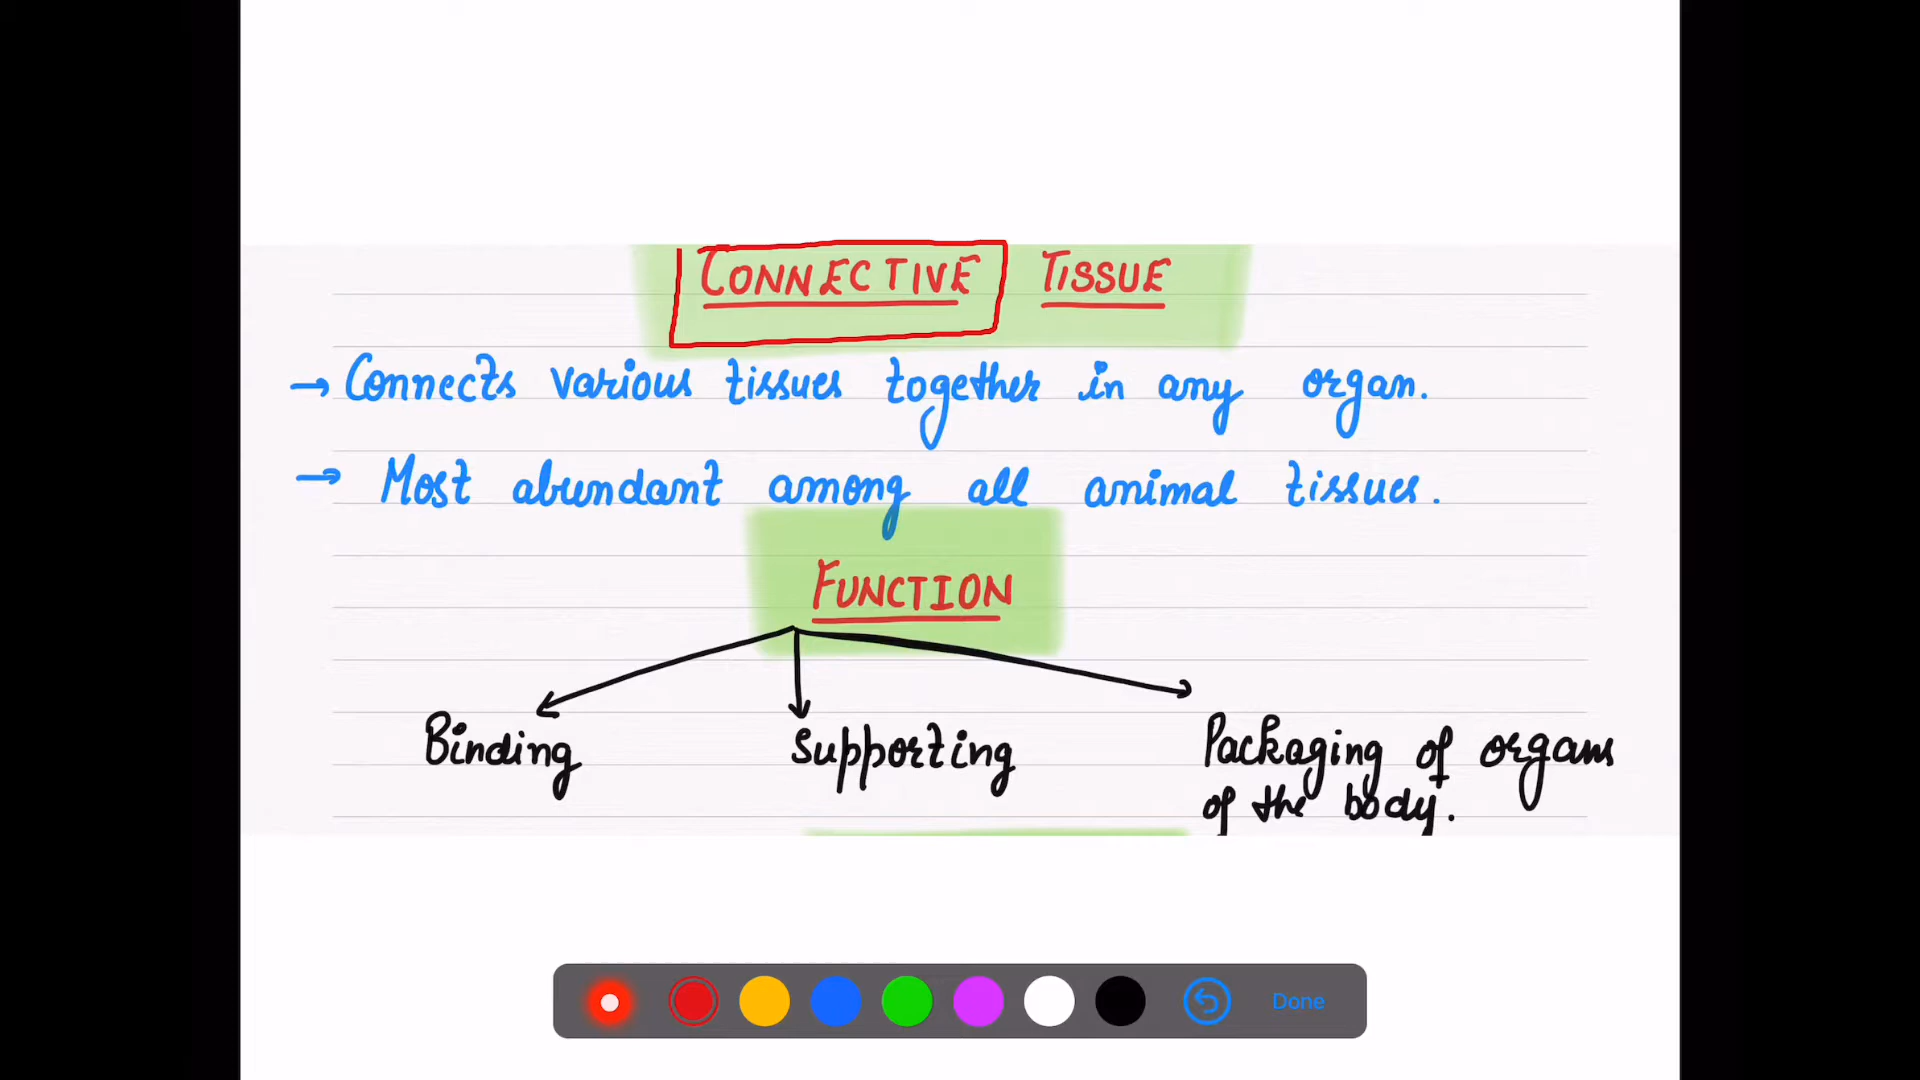 CONNECTIVE TISSUE
→ Connects various tissues together in any organ.
→ Most abundant among all animal tissues.
FUNCTION
Binding Supporting Packaging of organs
of the body.
Done